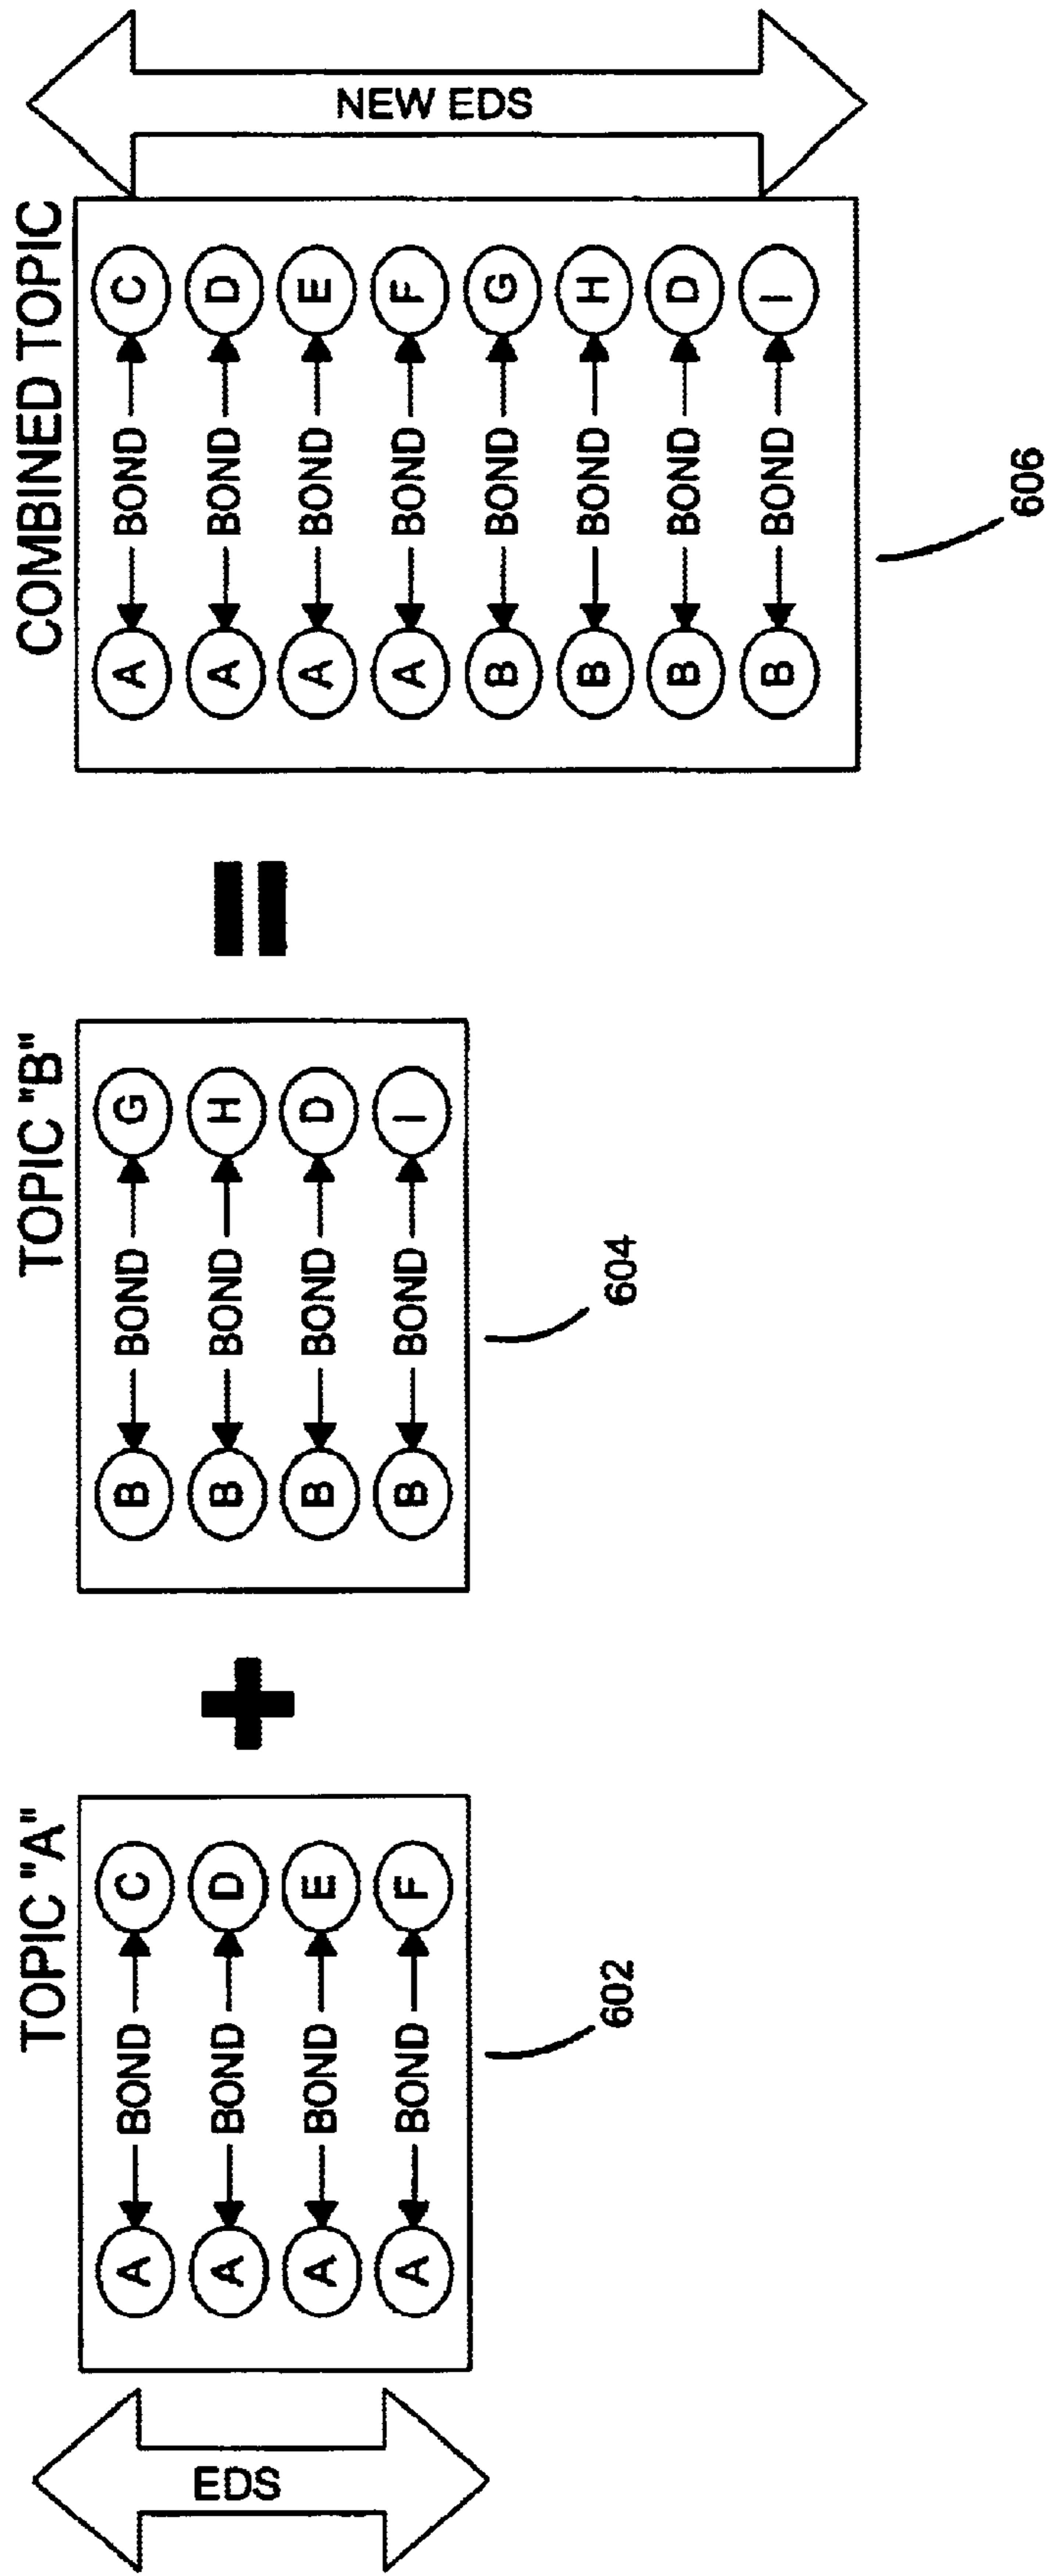 TOPIC "A"
EDS
A BOND C
A BOND D
A BOND E
A BOND F
602
TOPIC "B"
B BOND G
B BOND H
B BOND D
B BOND I
604
COMBINED TOPIC
A BOND C
A BOND D
A BOND E
A BOND F
B BOND G
B BOND H
B BOND D
B BOND I
NEW EDS
606